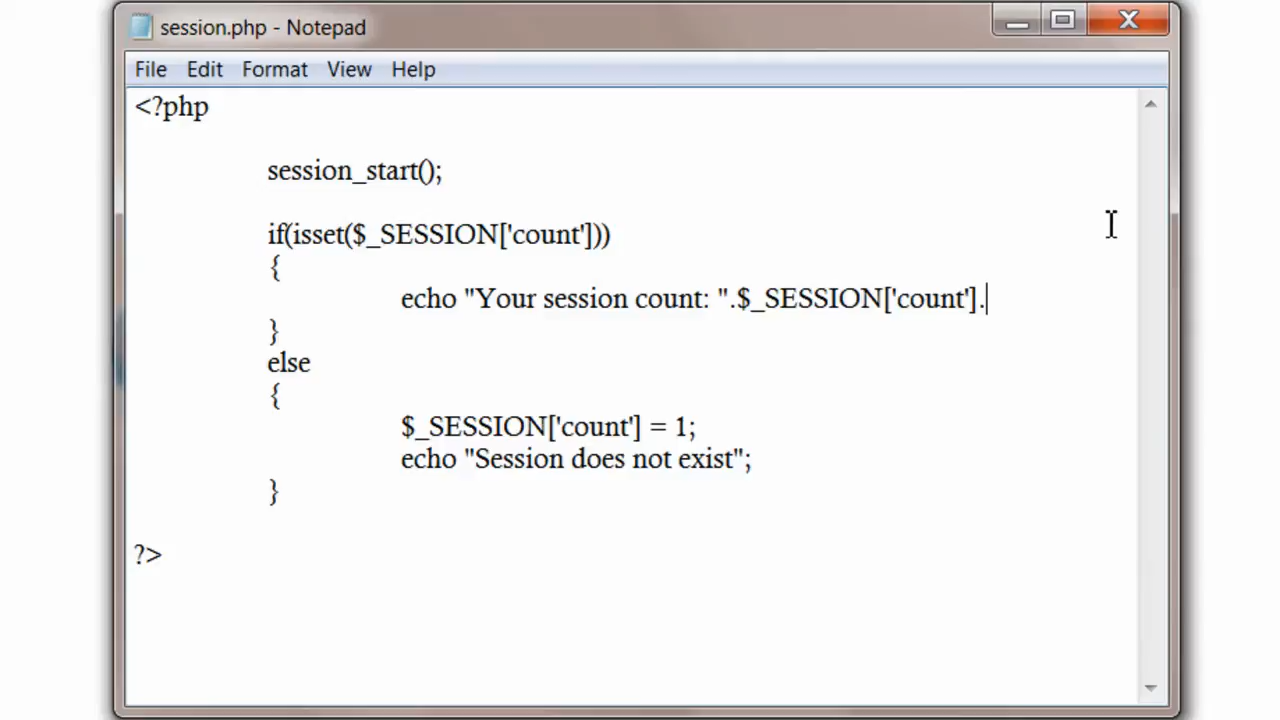 session.php - Notepad
File Edit Format View Help
<?php
session_start();
if(isset($_SESSION['count']))
{
echo "Your session count: ".$_SESSION['count'].
}
else
{
$_SESSION['count'] = 1;
echo "Session does not exist";
}
?>